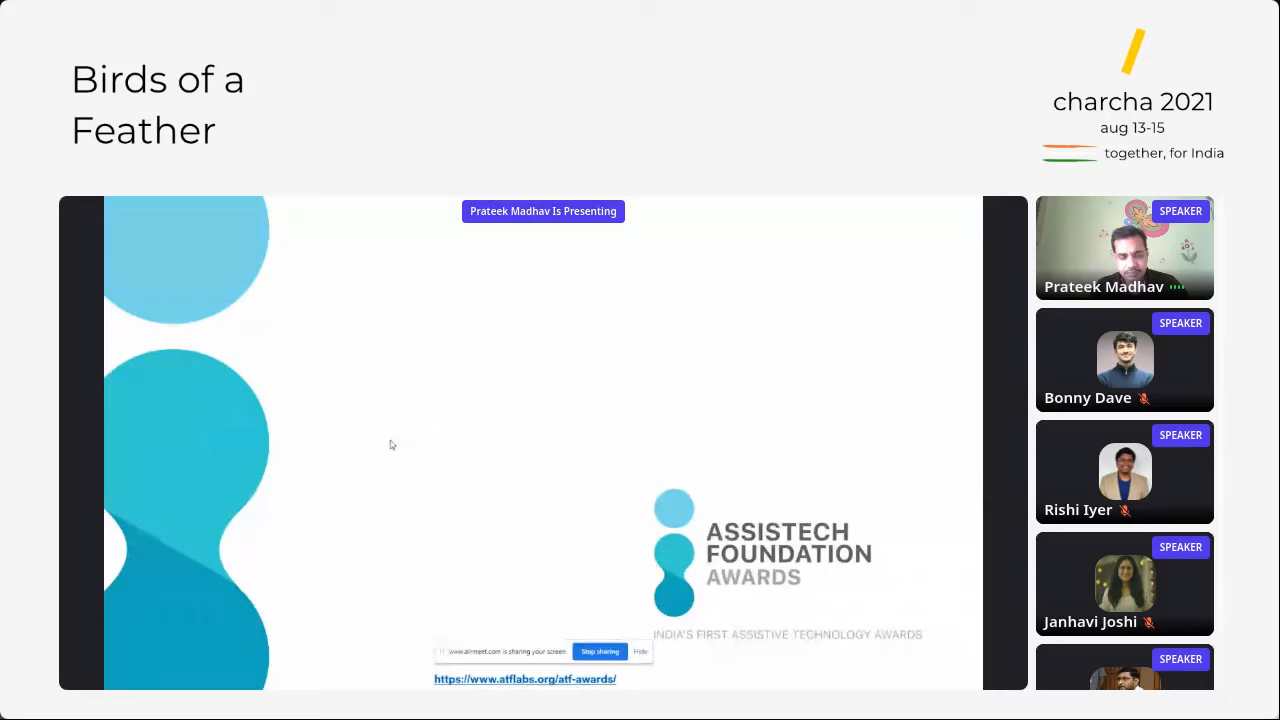 Birds of a
Feather
charcha 2021
aug 13-15
together, for India
Prateek Madhav Is Presenting
SPEAKER
Prateek Madhav
SPEAKER
Bonny Dave
SPEAKER
Rishi Iyer
SPEAKER
Janhavi Joshi
SPEAKER
ASSISTECH
FOUNDATION
AWARDS
INDIA'S FIRST ASSISTIVE TECHNOLOGY AWARDS
www.airmeet.com is sharing your screen
Stop sharing
Hide
https://www.atflabs.org/atf-awards/